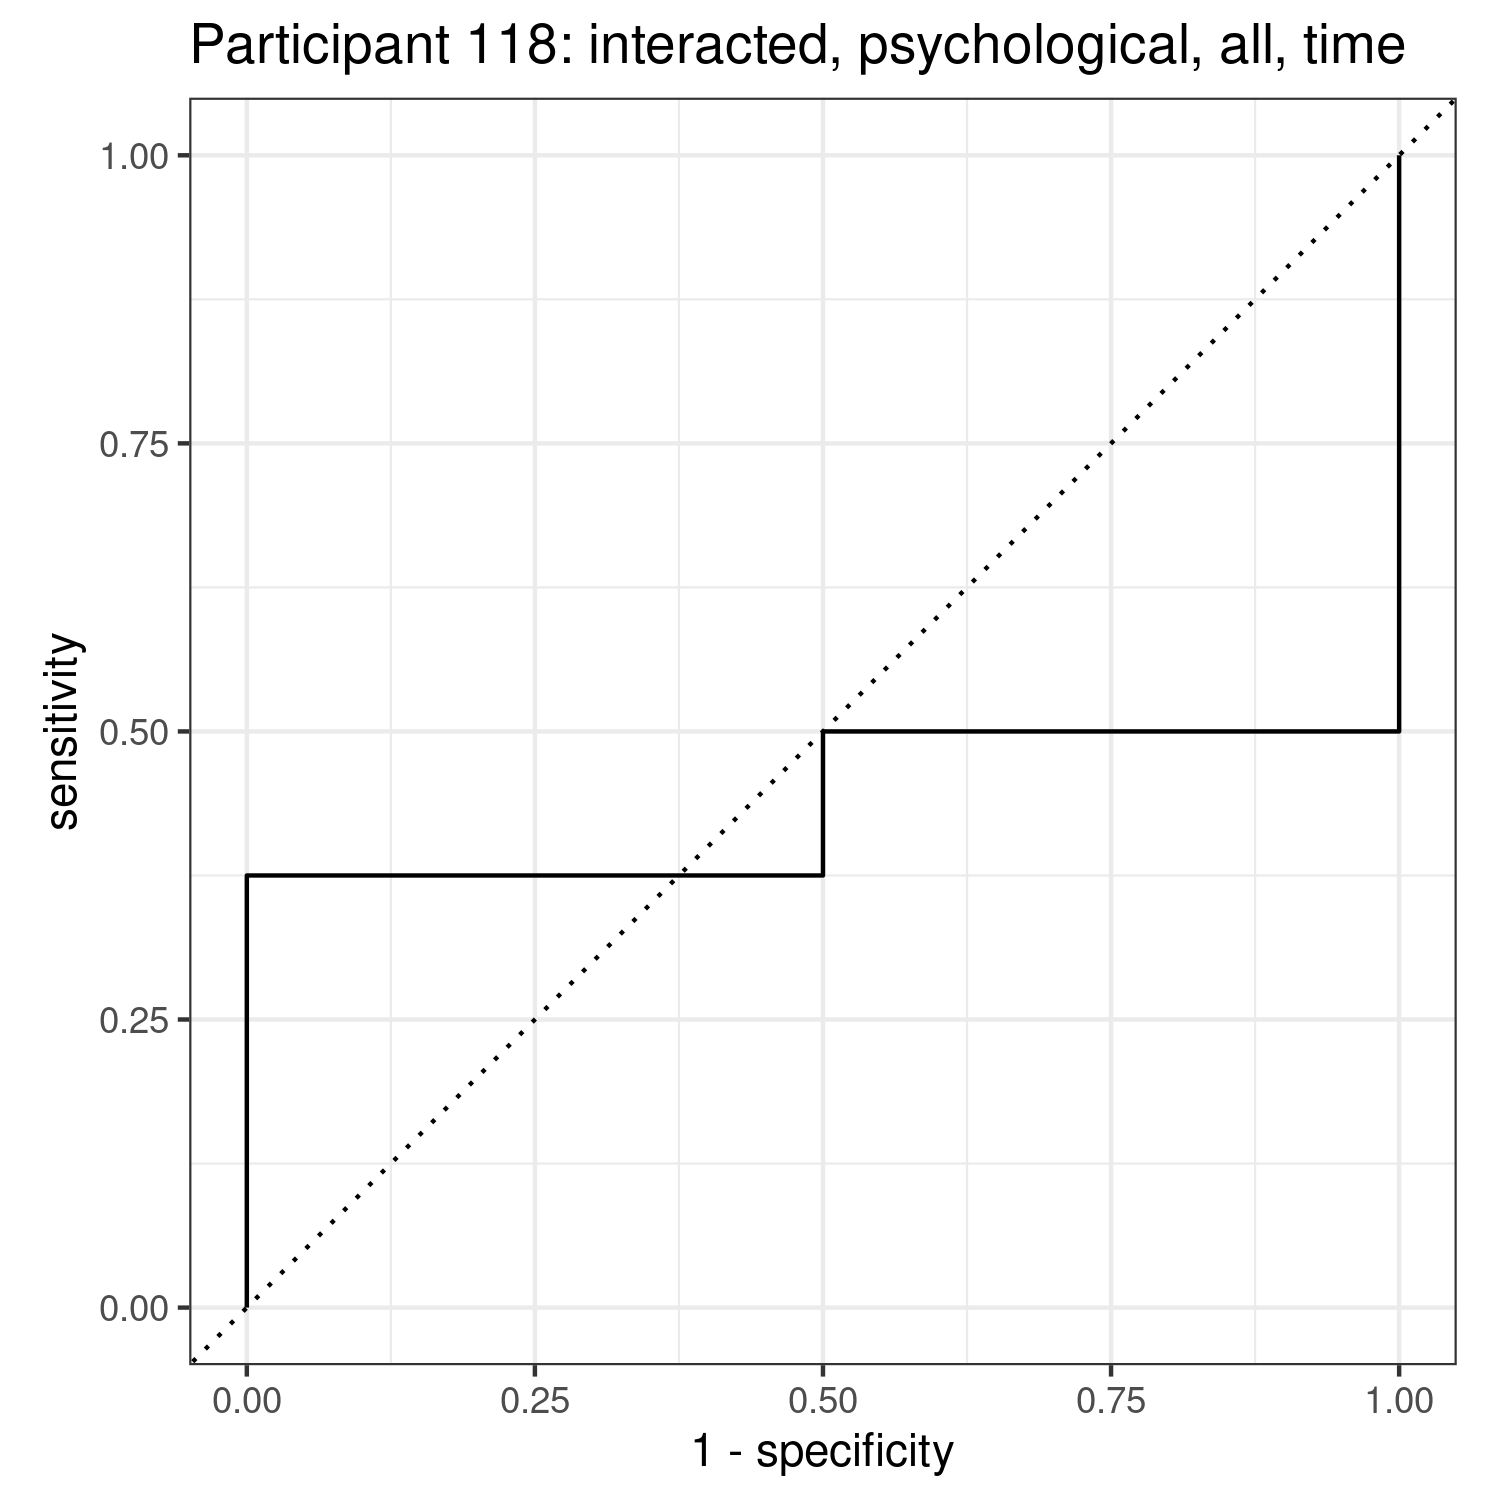 Participant 118: interacted, psychological, all, time
1.00
0.75
0.50
0.25
0.00
sensitivity
0.00 0.25 0.50 0.75 1.00
1 - specificity